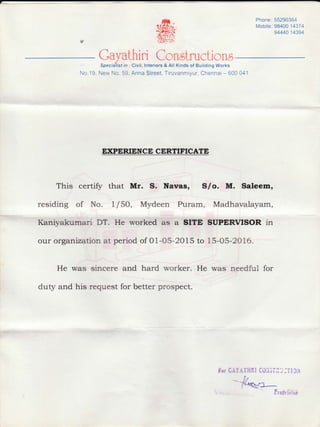 Phone: 55290364
Mobile: 98400 14374
94440 14394
Gayathiri Constructions
Specialist in : Civil, Interiors & All Kinds of Building Works
No.19, New No. 59, Anna Street, Tiruvanmiyur, Chennai – 600 041
EXPERIENCE CERTIFICATE
This certify that Mr. S. Navas, S/o. M. Saleem,
residing of No. 1/50, Mydeen Puram, Madhavalayam,
Kaniyakumari DT. He worked as a SITE SUPERVISOR in
our organization at period of 01-05-2015 to 15-05-2016.
He was sincere and hard worker. He was needful for
duty and his request for better prospect.
For GAYATHRI CONSTRUCTION